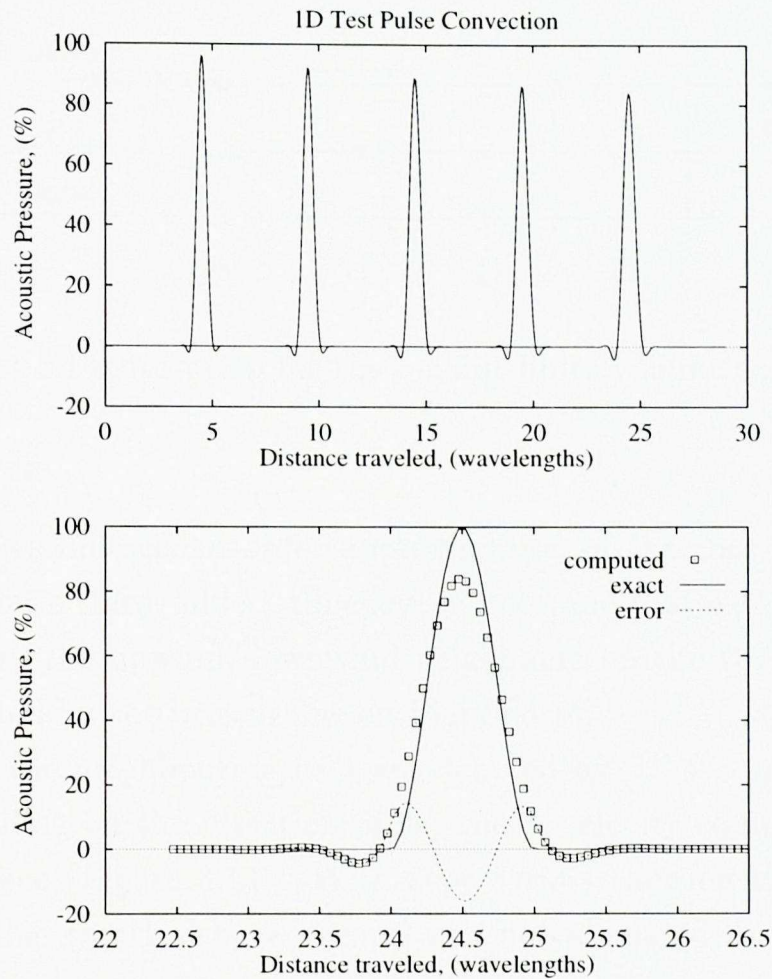 1D Test Pulse Convection
Acoustic Pressure, (%)
100
80
60
40
20
0
-20
0 5 10 15 20 25 30
Distance traveled, (wavelengths)
Acoustic Pressure, (%)
100
80
60
40
20
0
-20
computed
exact
error
22 22.5 23 23.5 24 24.5 25 25.5 26 26.5
Distance traveled, (wavelengths)